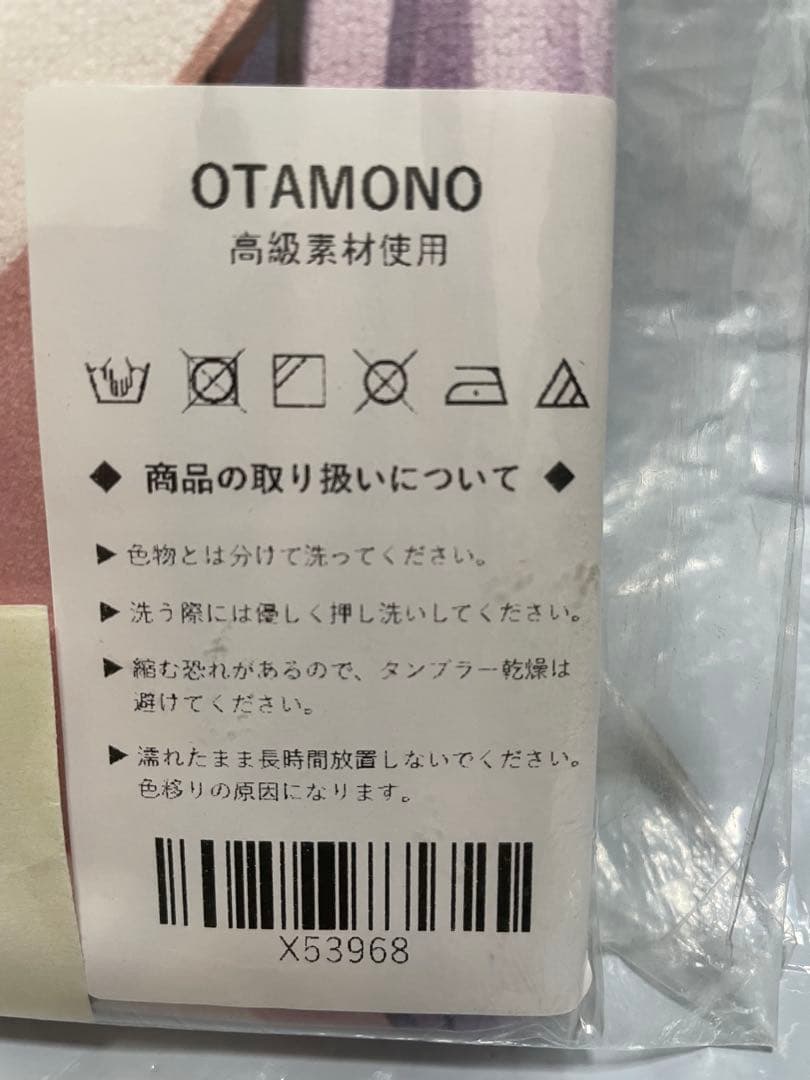 OTAMONO
高級素材使用
◆ 商品の取り扱いについて ◆
▶ 色物とは分けて洗ってください。
▶ 洗う際には優しく押し洗いしてください。
▶ 縮む恐れがあるので、タンブラー乾燥は
避けてください。
▶ 濡れたまま長時間放置しないでください。
色移りの原因になります。
X53968